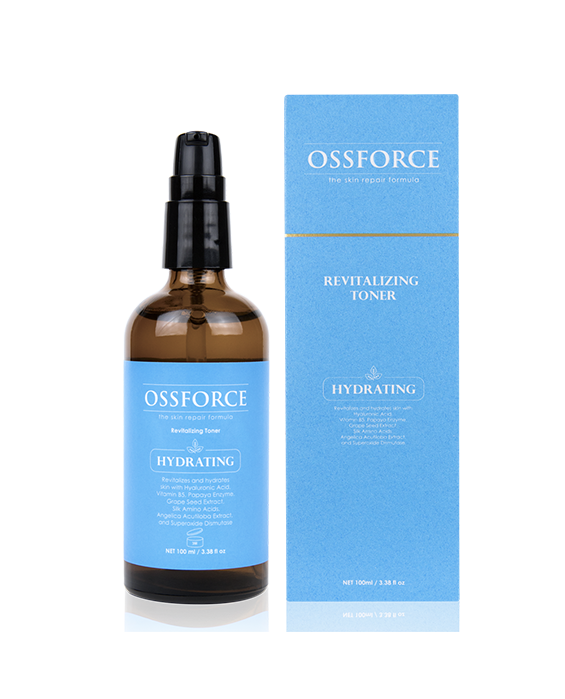 OSSFORCE
the skin repair formula
Revitalizing Toner
HYDRATING
Revitalises and hydrates
skin with Hyaluronic Acid,
Vitamin B5, Papaya Enzyme,
Grape Seed Extract,
Silk Amino Acids,
Angelica Acutiloba Extract,
and Superoxide Dismutase.
NET 100 ml / 3.38 fl oz
OSSFORCE
the skin repair formula
REVITALIZING
TONER
HYDRATING
Revitalises and hydrates skin with
Hyaluronic Acid,
Vitamin B5, Papaya Enzyme,
Grape Seed Extract,
Silk Amino Acids,
Angelica Acutiloba Extract,
and Superoxide Dismutase.
NET 100ml / 3.38 fl oz